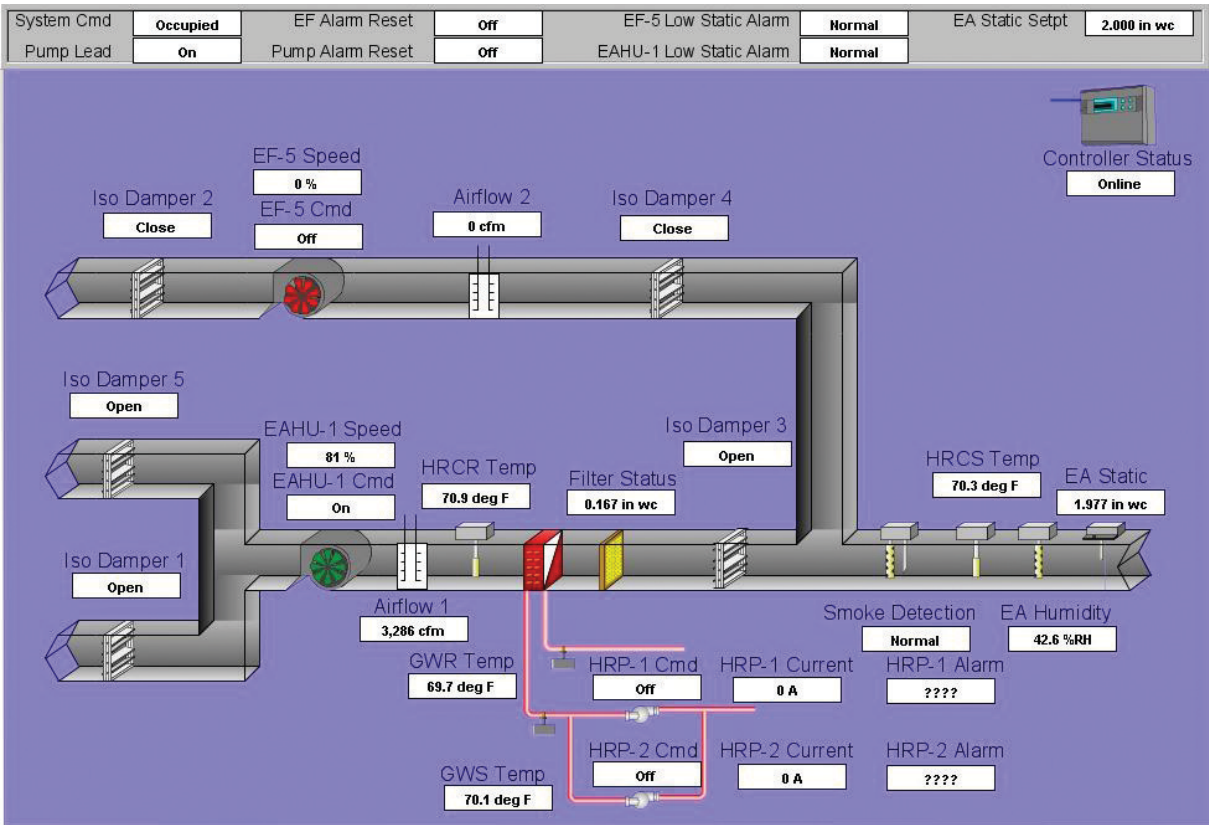 System Cmd Occupied EF Alarm Reset Off EF-5 Low Static Alarm Normal EA Static Setpt 2.000 in wc
Pump Lead On Pump Alarm Reset Off EAHU-1 Low Static Alarm Normal
Controller Status
Online
EF-5 Speed
0 %
EF-5 Cmd
Off
Iso Damper 2
Close
Airflow 2
0 cfm
Iso Damper 4
Close
Iso Damper 5
Open
EAHU-1 Speed
81 %
EAHU-1 Cmd
On
HRCR Temp
70.9 deg F
Filter Status
0.167 in wc
Iso Damper 3
Open
HRCS Temp
70.3 deg F
EA Static
1.977 in wc
Iso Damper 1
Open
Airflow 1
3,286 cfm
Smoke Detection
Normal
EA Humidity
42.6 %RH
GWR Temp
69.7 deg F
HRP-1 Cmd
Off
HRP-1 Current
0 A
HRP-1 Alarm
????
GWS Temp
70.1 deg F
HRP-2 Cmd
Off
HRP-2 Current
0 A
HRP-2 Alarm
????